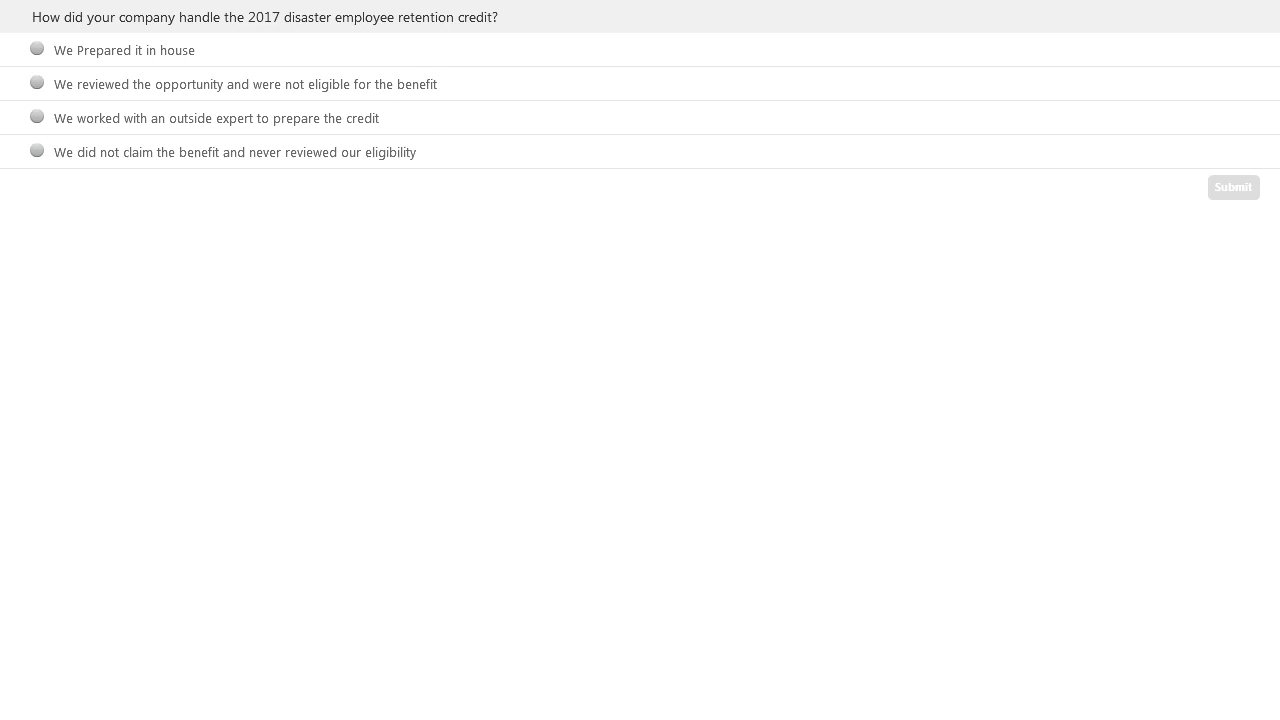 How did your company handle the 2017 disaster employee retention credit?
We Prepared it in house
We reviewed the opportunity and were not eligible for the benefit
We worked with an outside expert to prepare the credit
We did not claim the benefit and never reviewed our eligibility
Submit